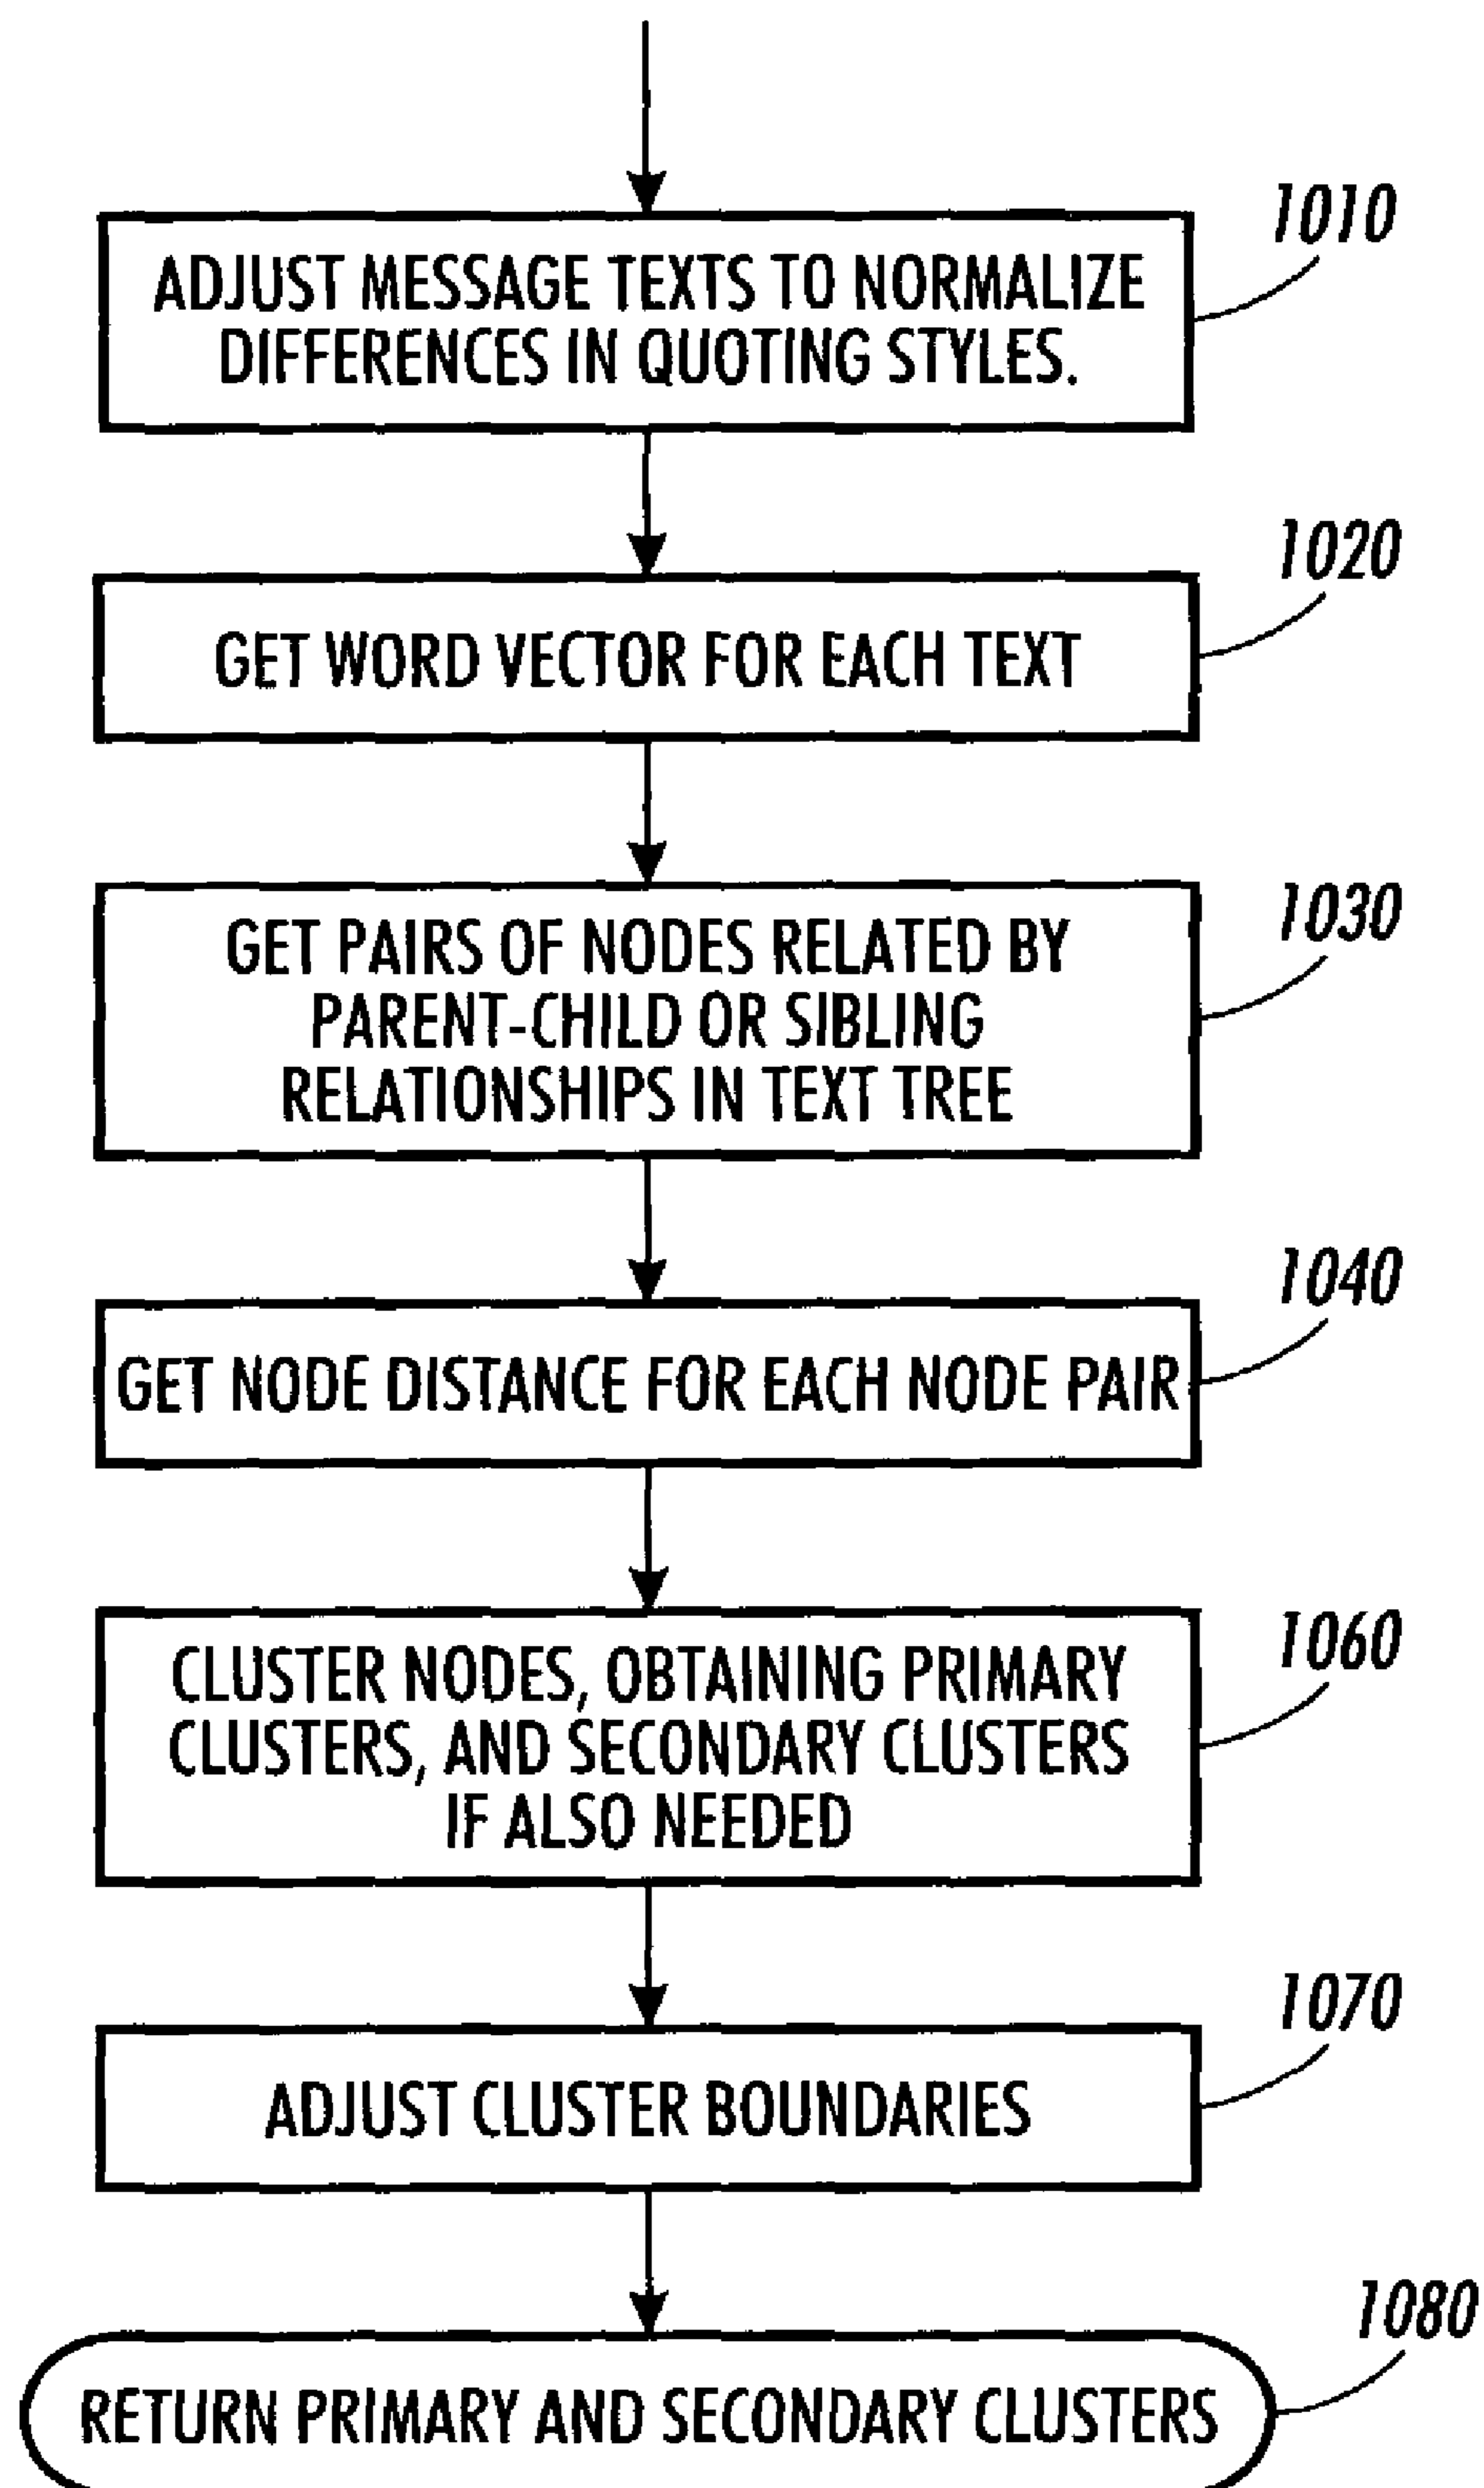 1010
ADJUST MESSAGE TEXTS TO NORMALIZE
DIFFERENCES IN QUOTING STYLES.
1020
GET WORD VECTOR FOR EACH TEXT
1030
GET PAIRS OF NODES RELATED BY
PARENT-CHILD OR SIBLING
RELATIONSHIPS IN TEXT TREE
1040
GET NODE DISTANCE FOR EACH NODE PAIR
1060
CLUSTER NODES, OBTAINING PRIMARY
CLUSTERS, AND SECONDARY CLUSTERS
IF ALSO NEEDED
1070
ADJUST CLUSTER BOUNDARIES
1080
RETURN PRIMARY AND SECONDARY CLUSTERS